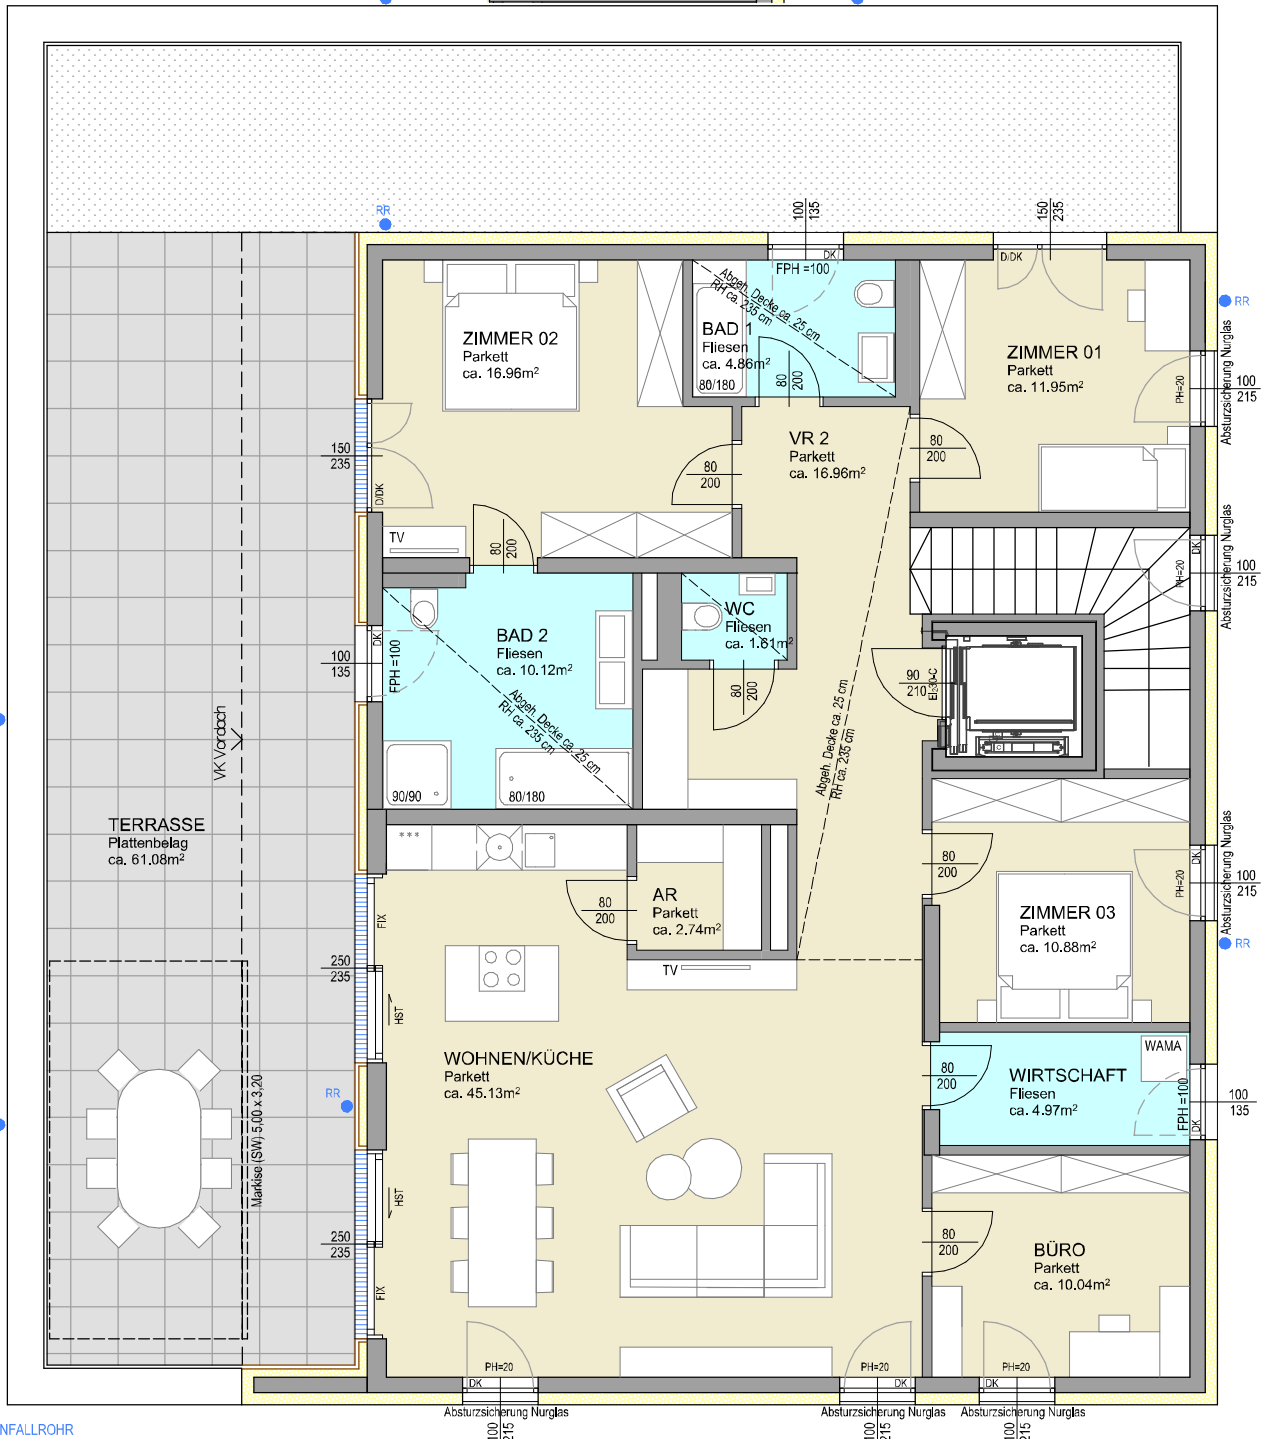 RR
100
135
150
235
DK
FPH =100
D/DK
Abgeh. Decke ca. 25 cm
RH ca. 235 cm
BAD 1
Fliesen
ca. 4.86m²
80/180
80
200
ZIMMER 02
Parkett
ca. 16.96m²
ZIMMER 01
Parkett
ca. 11.95m²
RR
Absturzsicherung Nurglas
PH=20
100
215
VR 2
Parkett
ca. 16.96m²
80
200
80
200
150
235
D/DK
TV
80
200
Absturzsicherung Nurglas
DK
PH=20
100
215
WC
Fliesen
ca. 1.61m²
80
200
BAD 2
Fliesen
ca. 10.12m²
DK
FPH =100
100
135
Abgeh. Decke ca. 25 cm
RH ca. 235 cm
90/90
80/180
90
210
EI₂30-C
Abgeh. Decke ca. 25 cm
RH ca. 235 cm
VK Vordach
TERRASSE
Plattenbelag
ca. 61.08m²
***
AR
Parkett
ca. 2.74m²
80
200
80
200
ZIMMER 03
Parkett
ca. 10.88m²
Absturzsicherung Nurglas
DK
PH=20
100
215
RR
FIX
250
235
HST
TV
WOHNEN/KÜCHE
Parkett
ca. 45.13m²
80
200
WIRTSCHAFT
Fliesen
ca. 4.97m²
WAMA
FPH =100
DK
100
135
RR
Markise (SW) 5,00 x 3,20
HST
250
235
FIX
80
200
BÜRO
Parkett
ca. 10.04m²
PH=20
DK
PH=20
DK
PH=20
DK
Absturzsicherung Nurglas
Absturzsicherung Nurglas
Absturzsicherung Nurglas
100
215
100
215
100
215
NFALLROHR